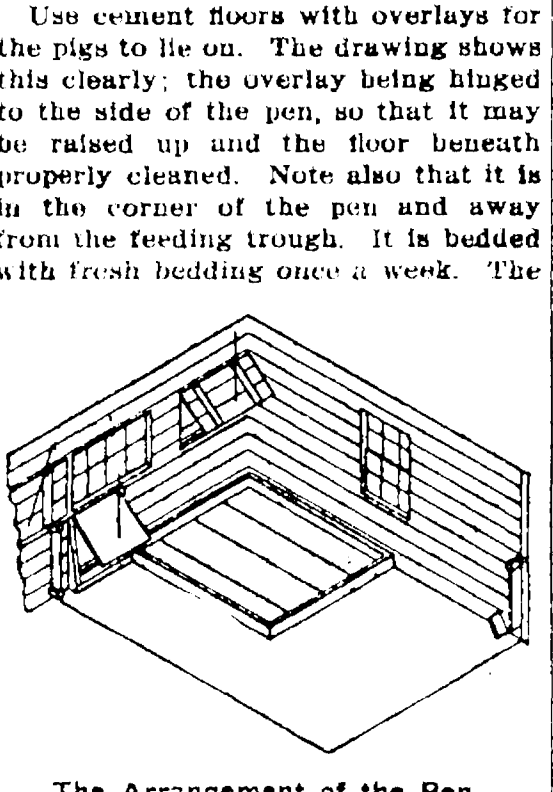 Use cement floors with overlays for
the pigs to lie on. The drawing shows
this clearly; the overlay being hinged
to the side of the pen, so that it may
be raised up and the floor beneath
properly cleaned. Note also that it is
in the corner of the pen and away
from the feeding trough. It is bedded
with fresh bedding once a week. The
The Arrangement of the Pen